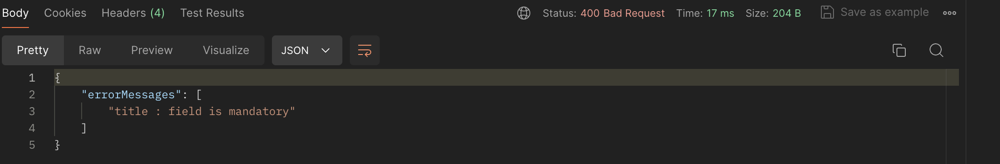 Body Cookies Headers (4) Test Results Status: 400 Bad Request Time: 17 ms Size: 204 B Save as example
Pretty Raw Preview Visualize JSON
1 {
2 "errorMessages": [
3 "title : field is mandatory"
4 ]
5 }